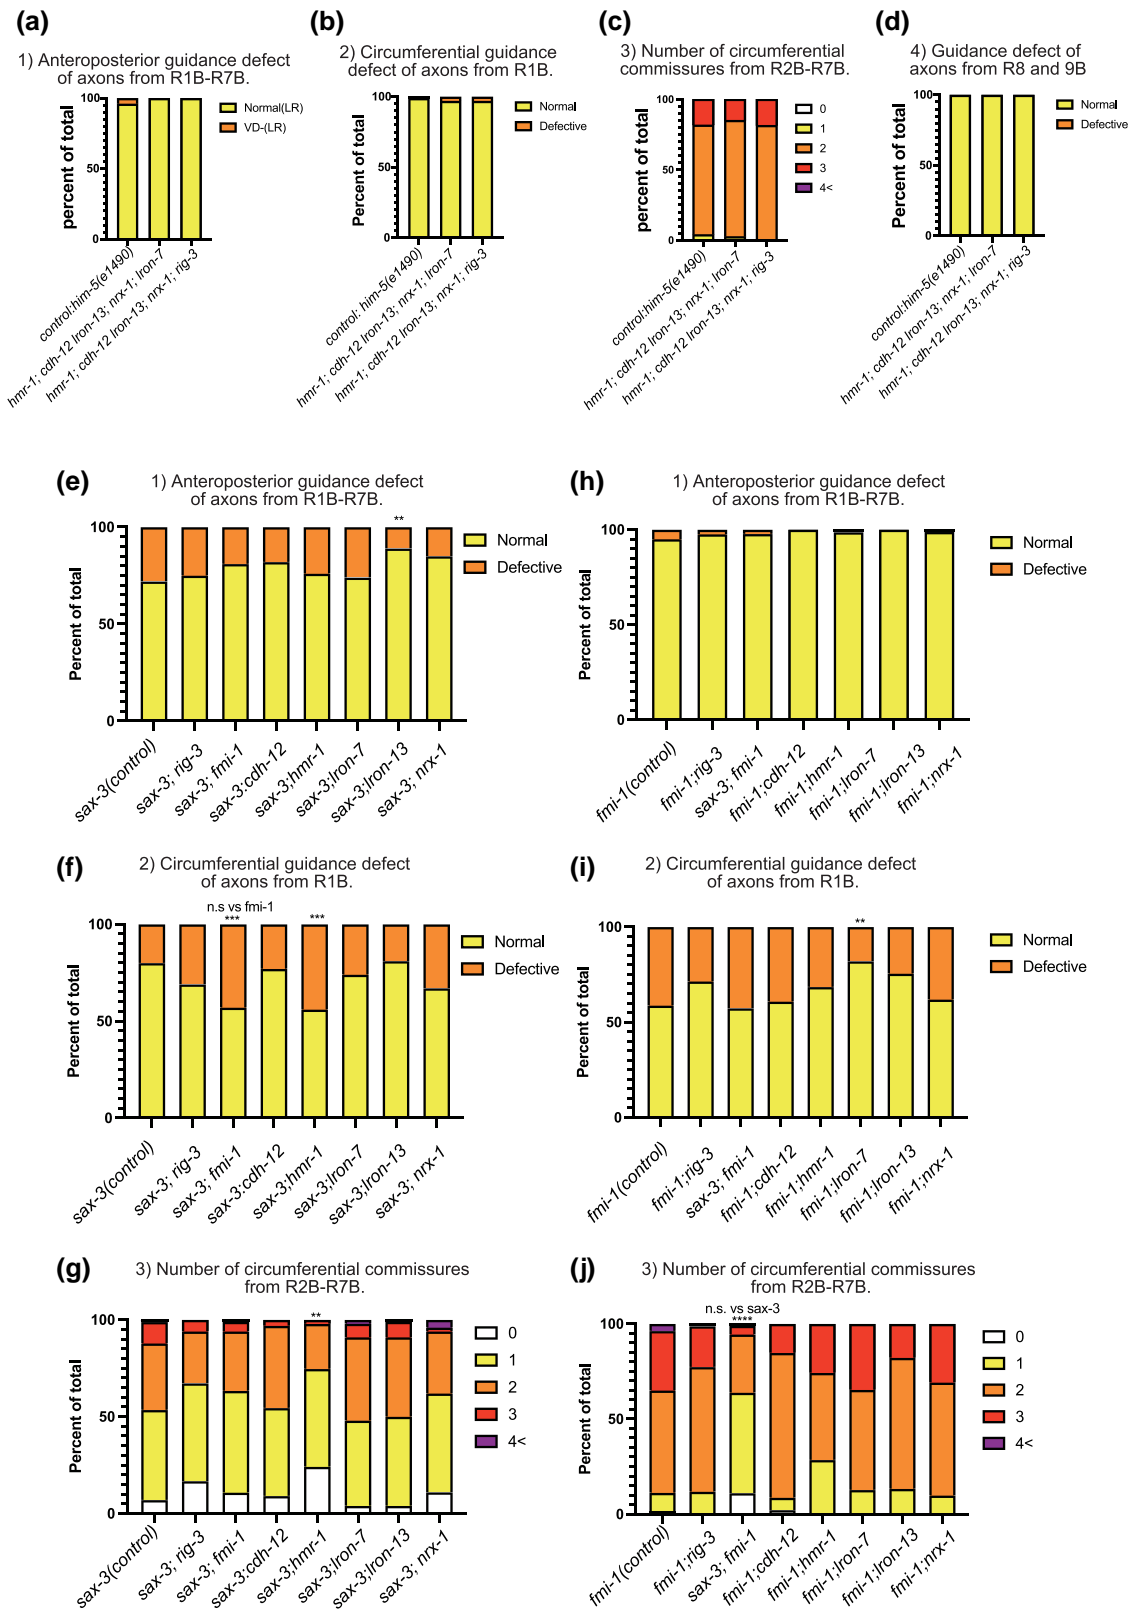 (a)
1) Anteroposterior guidance defect
of axons from R1B-R7B.
percent of total
100
50
0
Normal(LR)
VD-(LR)
control:him-5(e1490)
hmr-1; cdh-12 lron-13; nrx-1; lron-7
hmr-1; cdh-12 lron-13; nrx-1; rig-3
(b)
2) Circumferential guidance
defect of axons from R1B.
Percent of total
100
50
0
Normal
Defective
control: him-5(e1490)
hmr-1; cdh-12 lron-13; nrx-1; lron-7
hmr-1; cdh-12 lron-13; nrx-1; rig-3
(c)
3) Number of circumferential
commissures from R2B-R7B.
percent of total
100
50
0
0
1
2
3
4<
control:him-5(e1490)
hmr-1; cdh-12 lron-13; nrx-1; lron-7
hmr-1; cdh-12 lron-13; nrx-1; rig-3
(d)
4) Guidance defect of
axons from R8 and 9B
Percent of total
100
50
0
Normal
Defective
control:him-5(e1490)
hmr-1; cdh-12 lron-13; nrx-1; lron-7
hmr-1; cdh-12 lron-13; nrx-1; rig-3
(e)
1) Anteroposterior guidance defect
of axons from R1B-R7B.
Percent of total
100
50
0
**
Normal
Defective
sax-3(control)
sax-3; rig-3
sax-3; fmi-1
sax-3:cdh-12
sax-3;hmr-1
sax-3;lron-7
sax-3;lron-13
sax-3; nrx-1
(h)
1) Anteroposterior guidance defect
of axons from R1B-R7B.
Percent of total
100
50
0
Normal
Defective
fmi-1(control)
fmi-1;rig-3
sax-3; fmi-1
fmi-1;cdh-12
fmi-1;hmr-1
fmi-1;lron-7
fmi-1;lron-13
fmi-1;nrx-1
(f)
2) Circumferential guidance defect
of axons from R1B.
n.s vs fmi-1
***
***
Percent of total
100
50
0
Normal
Defective
sax-3(control)
sax-3; rig-3
sax-3; fmi-1
sax-3:cdh-12
sax-3;hmr-1
sax-3;lron-7
sax-3;lron-13
sax-3; nrx-1
(i)
2) Circumferential guidance defect
of axons from R1B.
**
Percent of total
100
50
0
Normal
Defective
fmi-1(control)
fmi-1;rig-3
sax-3; fmi-1
fmi-1;cdh-12
fmi-1;hmr-1
fmi-1;lron-7
fmi-1;lron-13
fmi-1;nrx-1
(g)
3) Number of circumferential commissures
from R2B-R7B.
**
Percent of total
100
50
0
0
1
2
3
4<
sax-3(control)
sax-3; rig-3
sax-3; fmi-1
sax-3:cdh-12
sax-3;hmr-1
sax-3;lron-7
sax-3;lron-13
sax-3; nrx-1
(j)
3) Number of circumferential commissures
from R2B-R7B.
n.s. vs sax-3
****
Percent of total
100
50
0
0
1
2
3
4<
fmi-1(control)
fmi-1;rig-3
sax-3; fmi-1
fmi-1;cdh-12
fmi-1;hmr-1
fmi-1;lron-7
fmi-1;lron-13
fmi-1;nrx-1